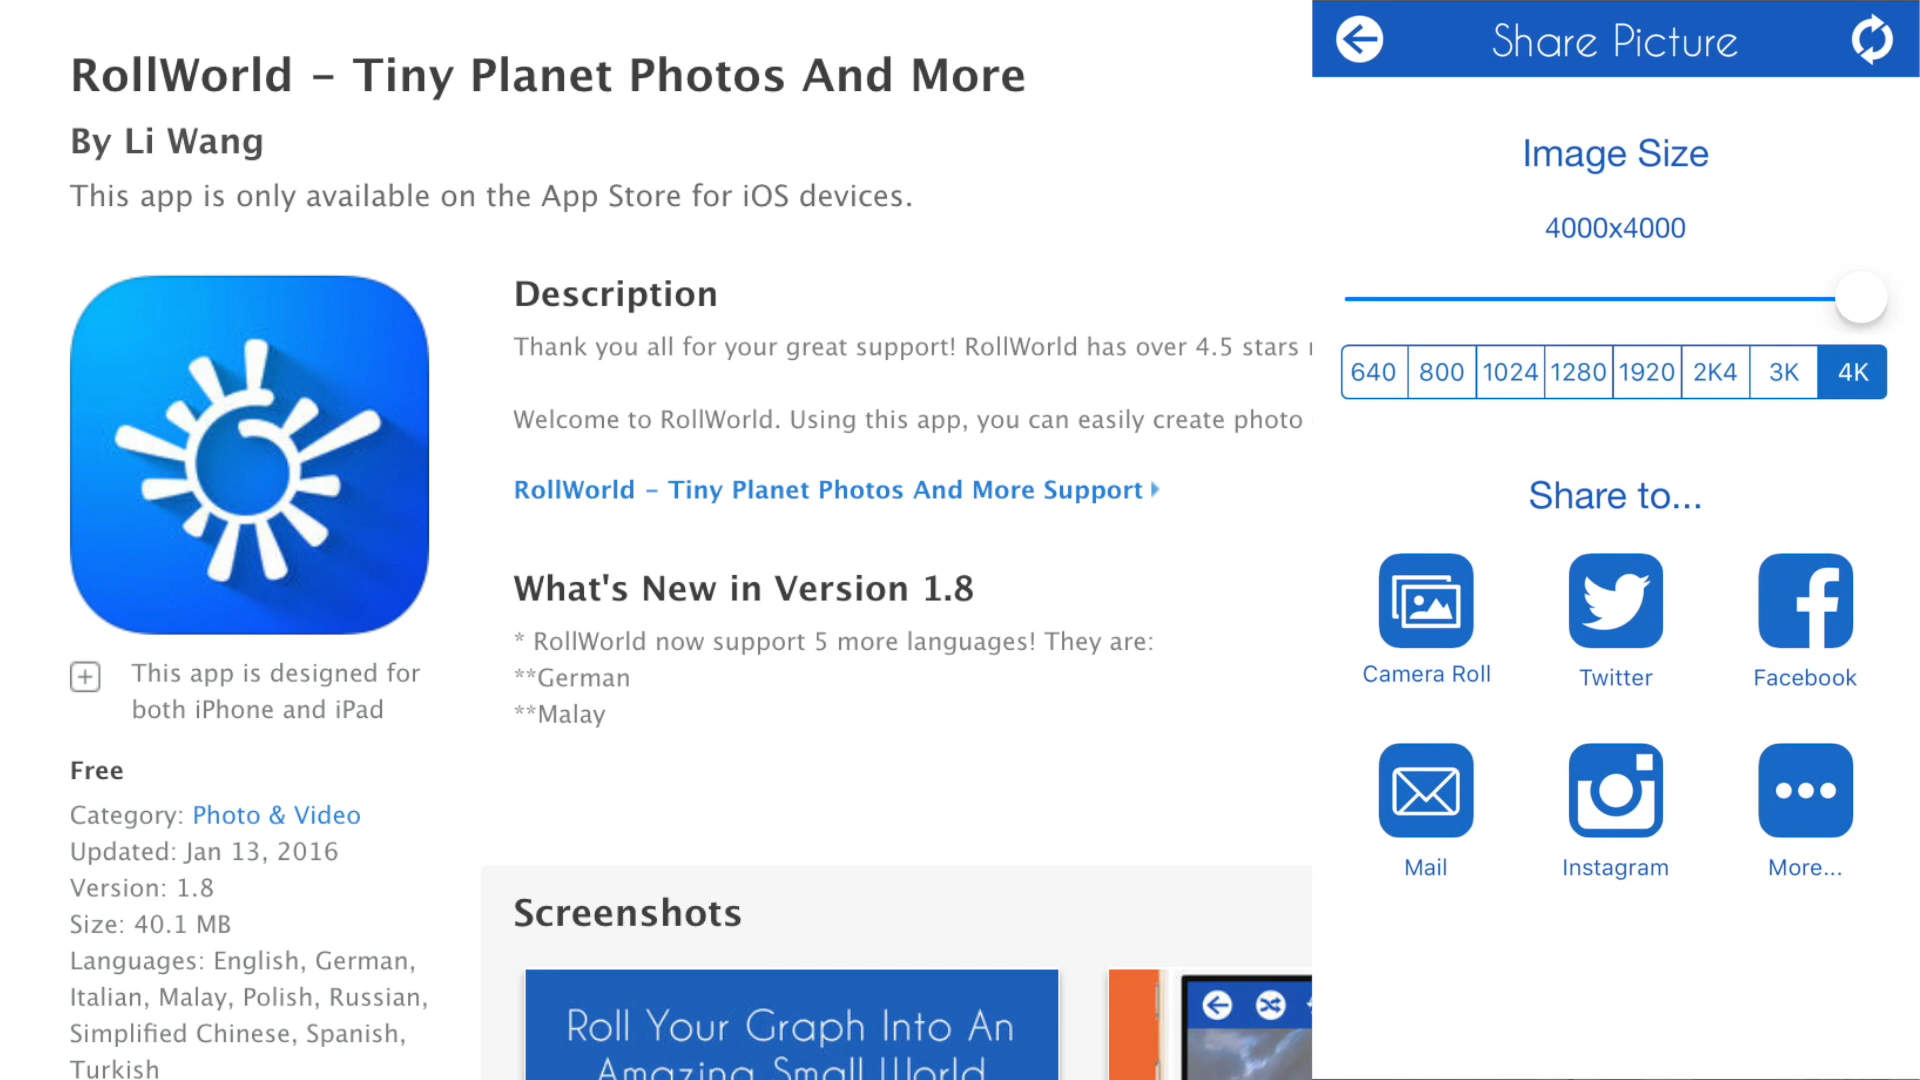 RollWorld – Tiny Planet Photos And More
By Li Wang
This app is only available on the App Store for iOS devices.
This app is designed for
both iPhone and iPad
Free
Category: Photo & Video
Updated: Jan 13, 2016
Version: 1.8
Size: 40.1 MB
Languages: English, German,
Italian, Malay, Polish, Russian,
Simplified Chinese, Spanish,
Turkish
Description
Thank you all for your great support! RollWorld has over 4.5 stars
Welcome to RollWorld. Using this app, you can easily create photo
RollWorld – Tiny Planet Photos And More Support
What's New in Version 1.8
* RollWorld now support 5 more languages! They are:
**German
**Malay
Screenshots
Roll Your Graph Into An
Amazing Small World
Share Picture
Image Size
4000x4000
640 800 1024 1280 1920 2K4 3K 4K
Share to...
Camera Roll Twitter Facebook
Mail Instagram More...